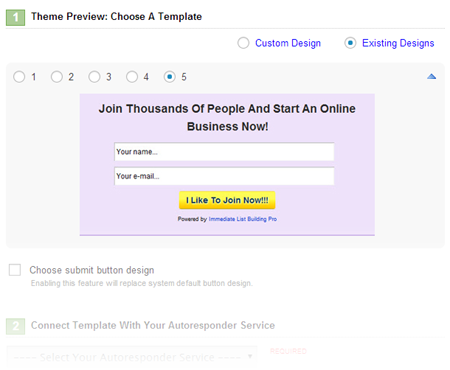 1 Theme Preview: Choose A Template
Custom Design Existing Designs
1 2 3 4 5
Join Thousands Of People And Start An Online
Business Now!
Your name...
Your e-mail...
I Like To Join Now!!!
Powered by Immediate List Building Pro
Choose submit button design
Enabling this feature will replace system default button design.
2 Connect Template With Your Autoresponder Service
----- Select Your Autoresponder Service ----- REQUIRED